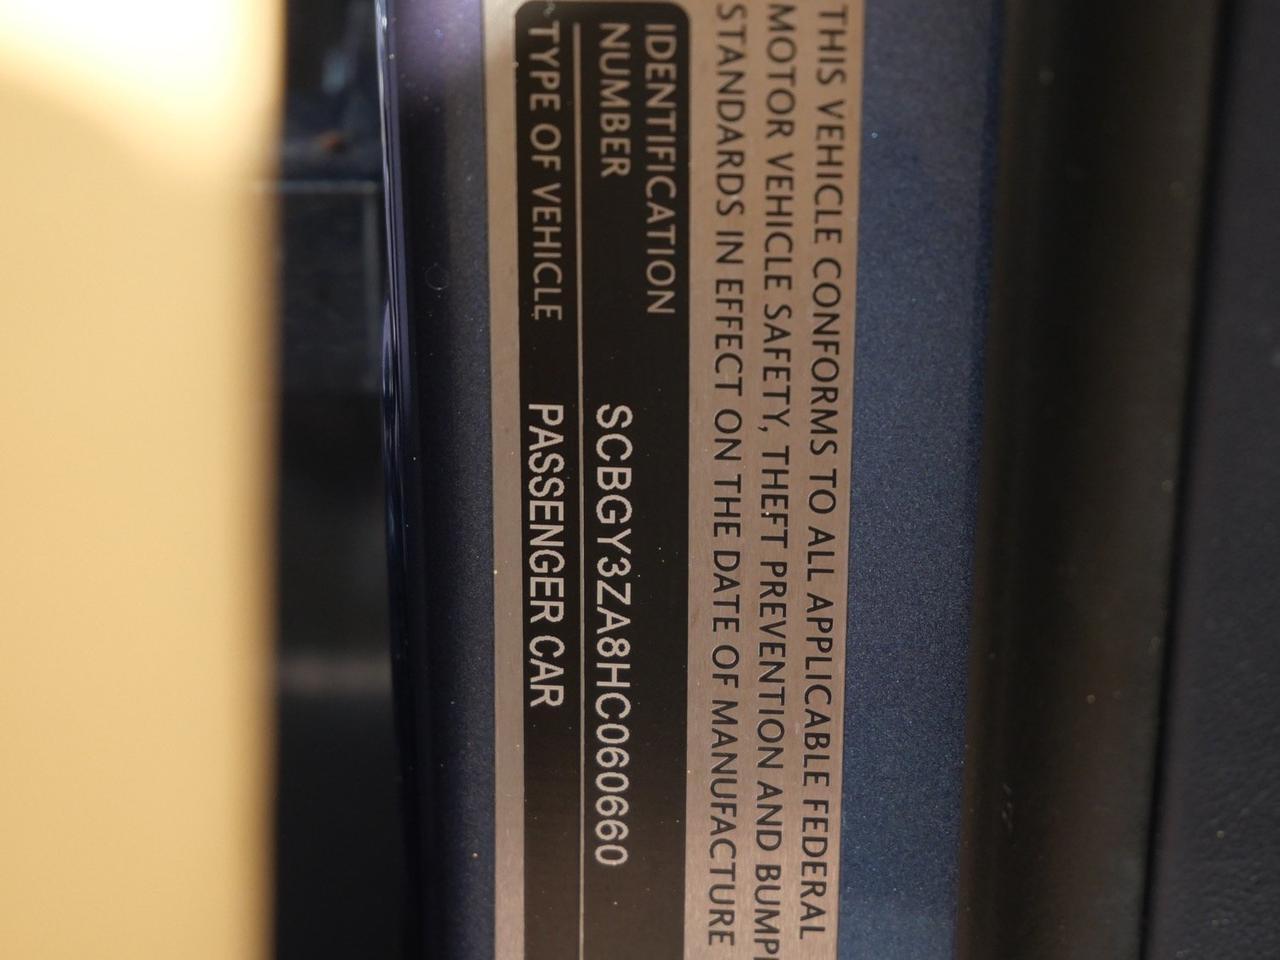 THIS VEHICLE CONFORMS TO ALL APPLICABLE FEDERAL
MOTOR VEHICLE SAFETY, THEFT PREVENTION AND BUMPE
STANDARDS IN EFFECT ON THE DATE OF MANUFACTURE
IDENTIFICATION
NUMBER SCBGY3ZA8HC060660
TYPE OF VEHICLE PASSENGER CAR